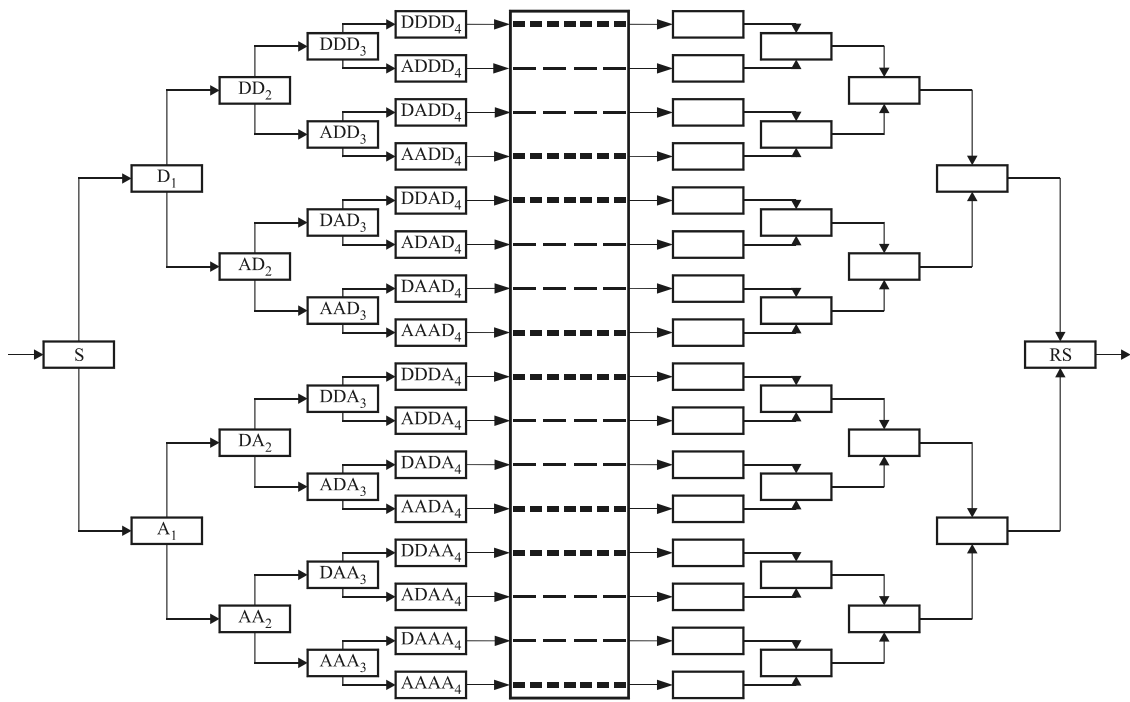 DDDD₄
DDD₃
ADDD₄
DD₂
DADD₄
ADD₃
AADD₄
D₁
DDAD₄
DAD₃
ADAD₄
AD₂
DAAD₄
AAD₃
AAAD₄
S
RS
DDDA₄
DDA₃
ADDA₄
DA₂
DADA₄
ADA₃
AADA₄
A₁
DDAA₄
DAA₃
ADAA₄
AA₂
DAAA₄
AAA₃
AAAA₄